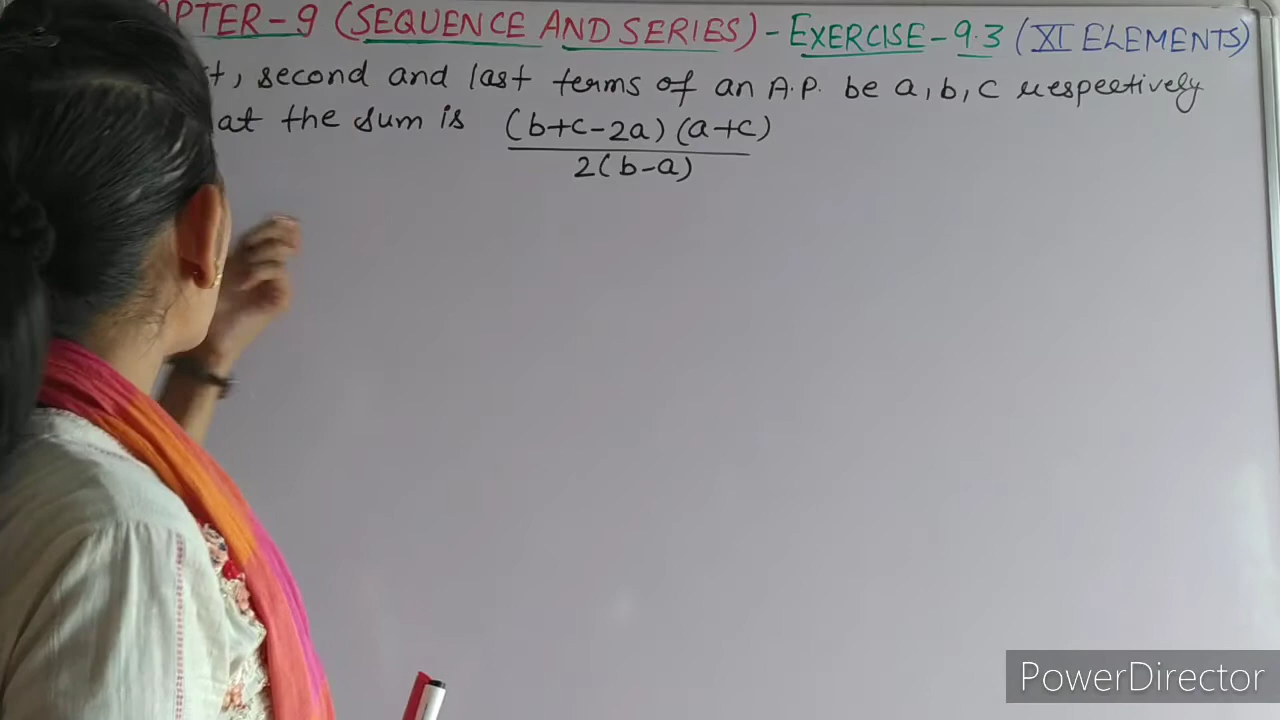 PTER-9 (SEQUENCE AND SERIES) - EXERCISE - 9.3 (XI ELEMENTS)
t, second and last terms of an A.P. be a, b, c respectively
at the sum is (b+c-2a)(a+c)
2(b-a)
PowerDirector